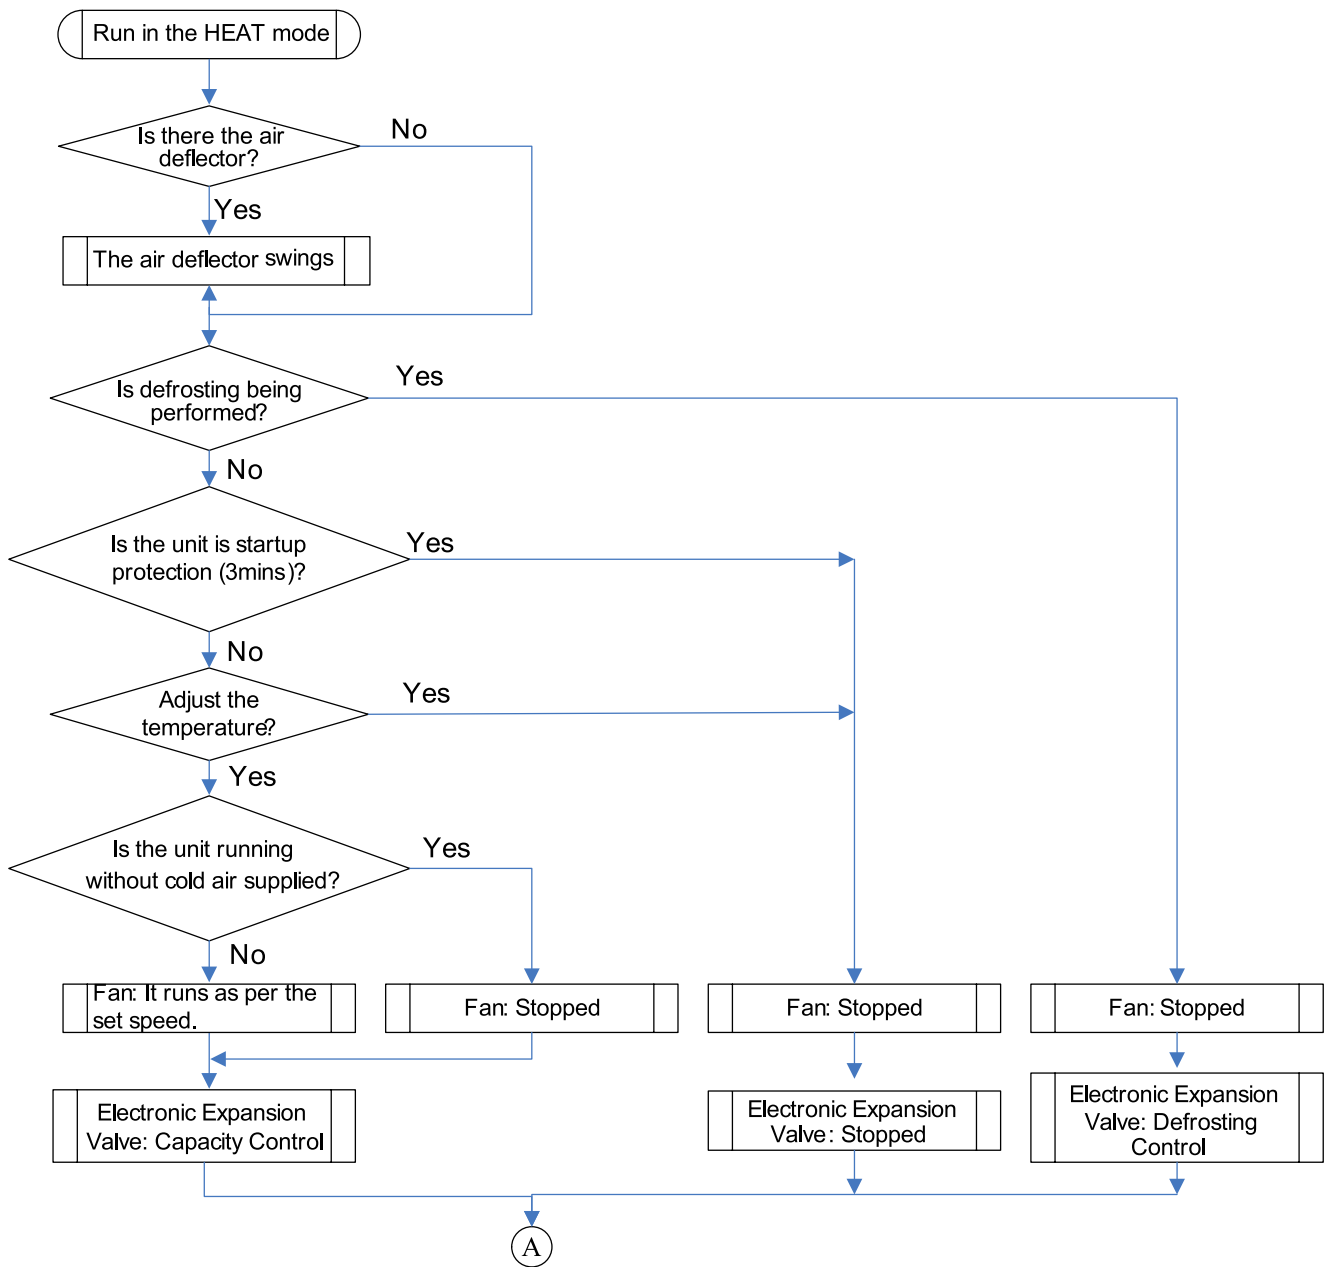 Run in the HEAT mode
Is there the air
deflector?
No
Yes
The air deflector swings
Is defrosting being
performed?
Yes
No
Is the unit is startup
protection (3mins)?
Yes
No
Adjust the
temperature?
Yes
Yes
Is the unit running
without cold air supplied?
Yes
No
Fan: It runs as per the
set speed.
Fan: Stopped
Fan: Stopped
Fan: Stopped
Electronic Expansion
Valve: Capacity Control
Electronic Expansion
Valve: Stopped
Electronic Expansion
Valve: Defrosting
Control
A